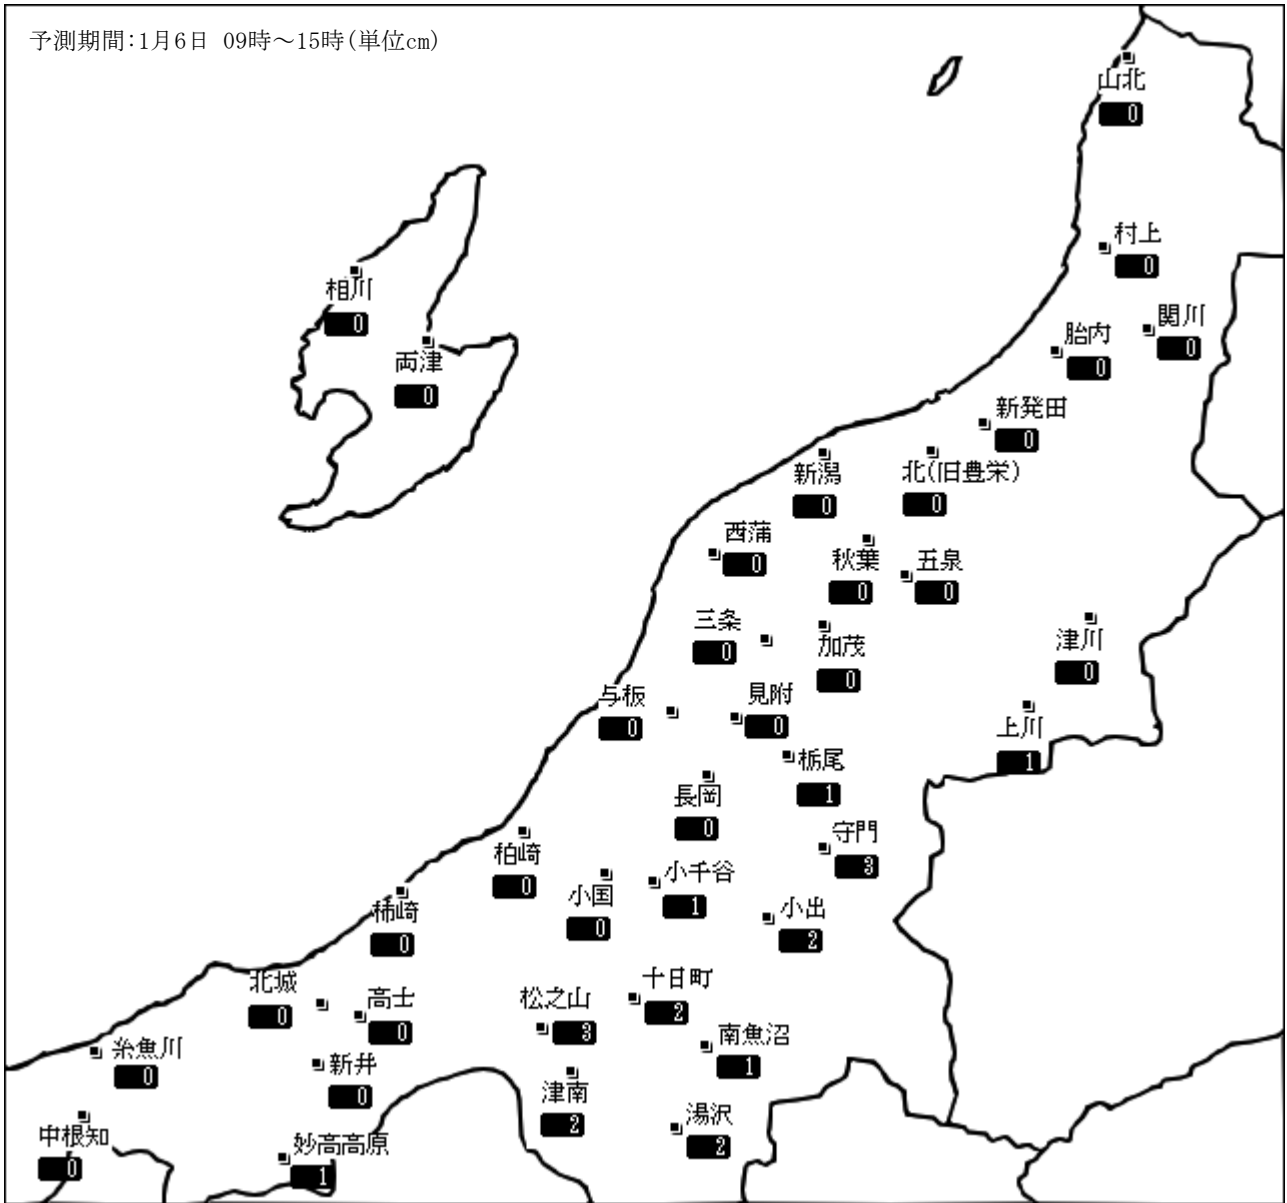 予測期間:1月6日 09時～15時(単位cm)
山北
0
村上
0
関川
0
胎内
0
相川
0
両津
0
新発田
0
新潟
0
北(旧豊栄)
0
西蒲
0
秋葉
0
五泉
0
三条
0
加茂
0
津川
0
与板
0
見附
0
上川
1
栃尾
1
長岡
0
守門
3
柏崎
0
小国
0
小千谷
1
小出
2
柿崎
0
北城
0
高士
0
松之山
3
十日町
2
南魚沼
1
糸魚川
0
新井
0
津南
2
湯沢
2
中根知
0
妙高高原
1